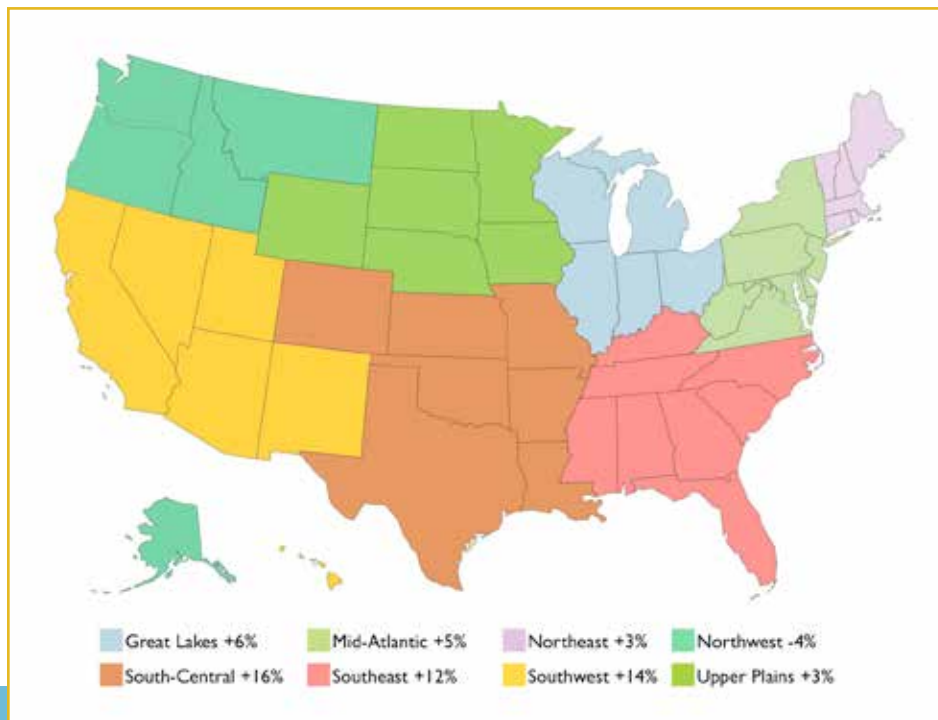 Great Lakes +6% Mid-Atlantic +5% Northeast +3% Northwest -4%
South-Central +16% Southeast +12% Southwest +14% Upper Plains +3%